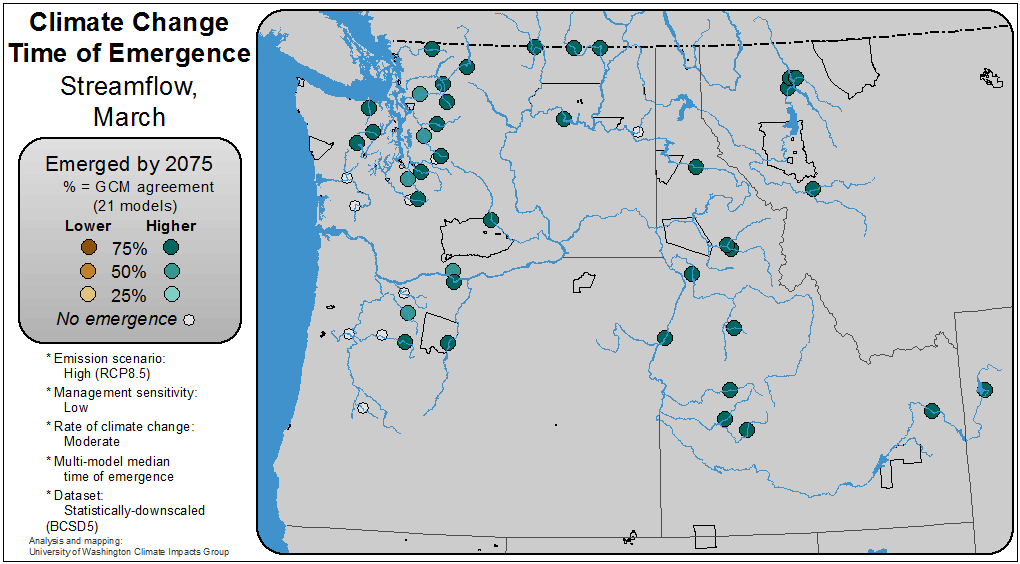 Climate Change
Time of Emergence
Streamflow,
March
Emerged by 2075
% = GCM agreement
(21 models)
Lower Higher
75%
50%
25%
No emergence
* Emission scenario:
High (RCP8.5)
* Management sensitivity:
Low
* Rate of climate change:
Moderate
* Multi-model median
time of emergence
* Dataset:
Statistically-downscaled
(BCSD5)
Analysis and mapping:
University of Washington Climate Impacts Group